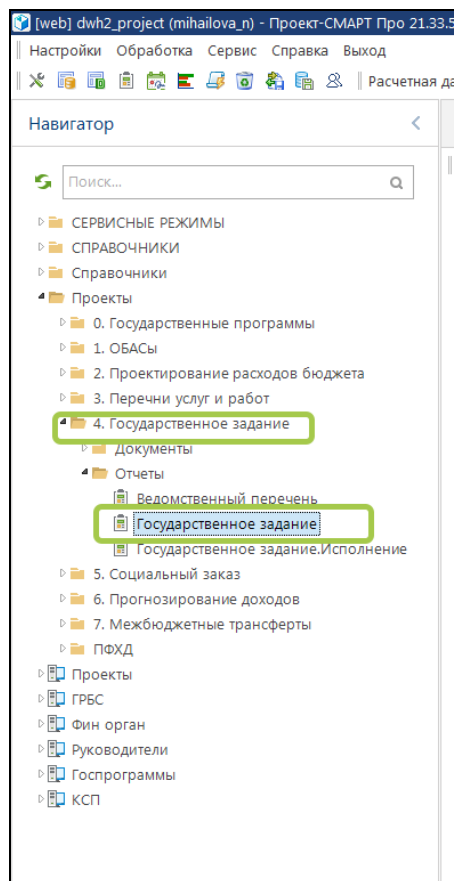 [web] dwh2_project (mihailova_n) - Проект-СМАРТ Про 21.33.5
Настройки Обработка Сервис Справка Выход
Расчетная да
Навигатор
Поиск...
СЕРВИСНЫЕ РЕЖИМЫ
СПРАВОЧНИКИ
Справочники
Проекты
0. Государственные программы
1. ОБАСы
2. Проектирование расходов бюджета
3. Перечни услуг и работ
4. Государственное задание
Документы
Отчеты
Ведомственный перечень
Государственное задание
Государственное задание.Исполнение
5. Социальный заказ
6. Прогнозирование доходов
7. Межбюджетные трансферты
ПФХД
Проекты
ГРБС
Фин орган
Руководители
Госпрограммы
КСП